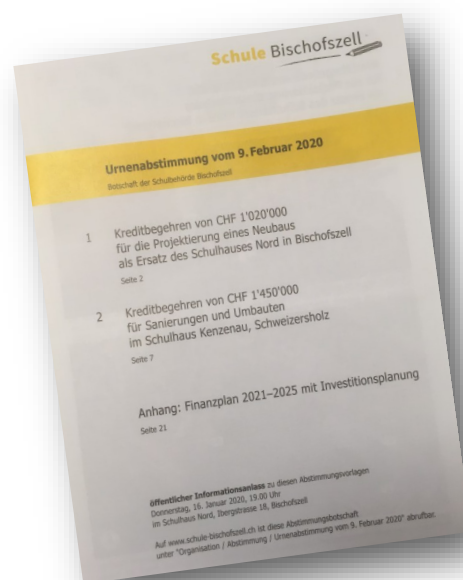 Schule Bischofszell
Urnenabstimmung vom 9. Februar 2020
Botschaft der Schulbehörde Bischofszell
1 Kreditbegehren von CHF 1'020'000
für die Projektierung eines Neubaus
als Ersatz des Schulhauses Nord in Bischofszell
Seite 2
2 Kreditbegehren von CHF 1'450'000
für Sanierungen und Umbauten
im Schulhaus Kenzenau, Schweizersholz
Seite 7
Anhang: Finanzplan 2021–2025 mit Investitionsplanung
Seite 21
öffentlicher Informationsanlass zu diesen Abstimmungsvorlagen
Donnerstag, 16. Januar 2020, 19.00 Uhr
im Schulhaus Nord, Ibergstrasse 18, Bischofszell
Auf www.schule-bischofszell.ch ist diese Abstimmungsbotschaft
unter "Organisation / Abstimmung / Urnenabstimmung vom 9. Februar 2020" abrufbar.